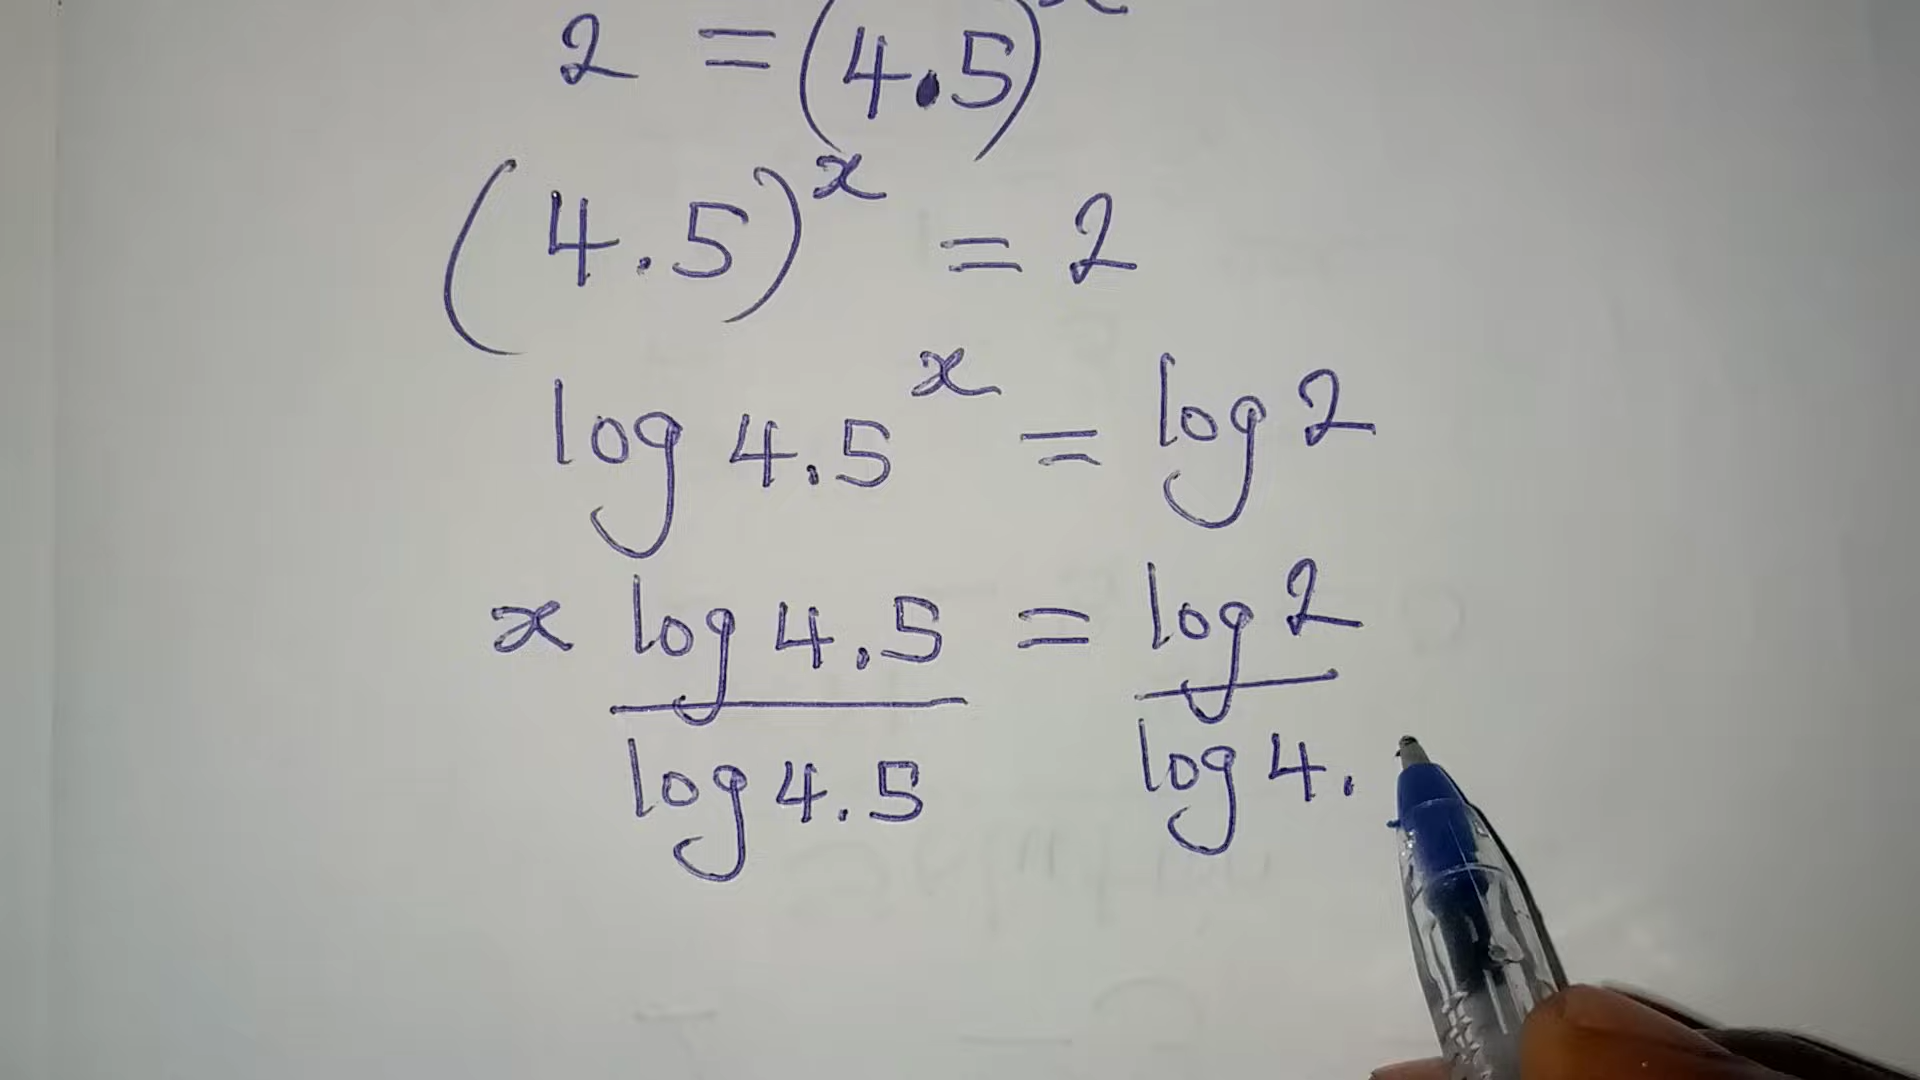 2 = (4.5)^x
(4.5)^x = 2
log 4.5^x = log 2
x log 4.5 = log 2
log 4.5 log 4.